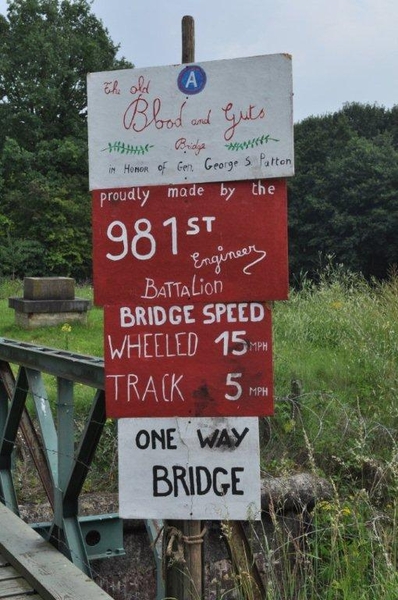 A
The old
Blood and Guts
Bridge
in Honor of Gen. George S. Patton
proudly made by the
981ST
Engineer
BATTALION
BRIDGE SPEED
WHEELED 15 MPH
TRACK 5 MPH
ONE WAY
BRIDGE